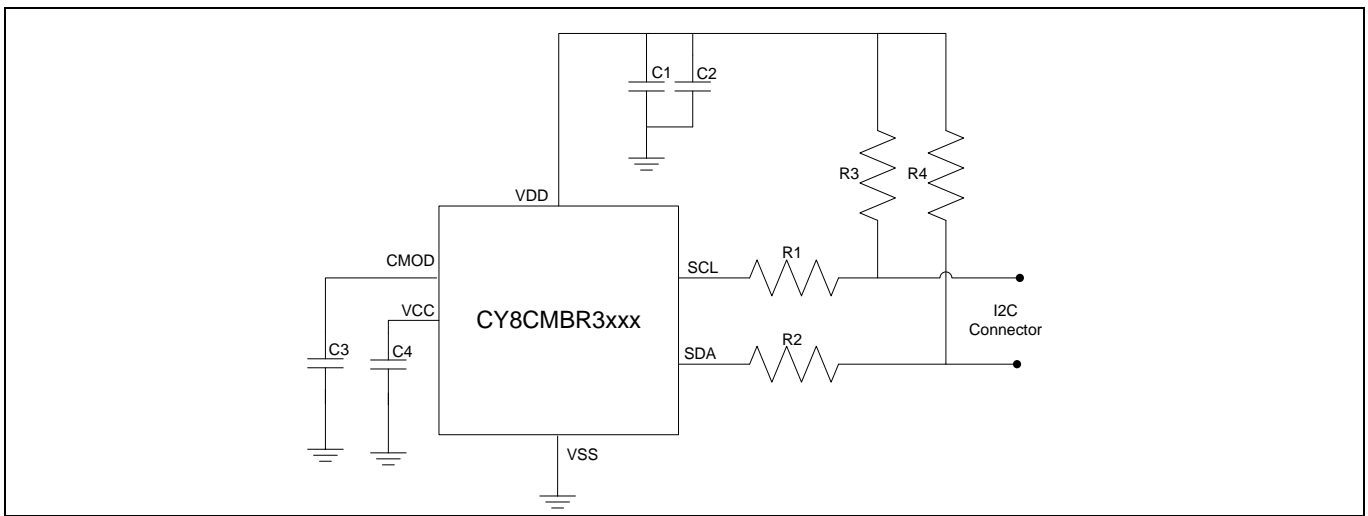 C1
C2
R3
R4
VDD
CMOD
SCL
R1
VCC
CY8CMBR3xxx
I2C
Connector
C3
C4
SDA
R2
VSS